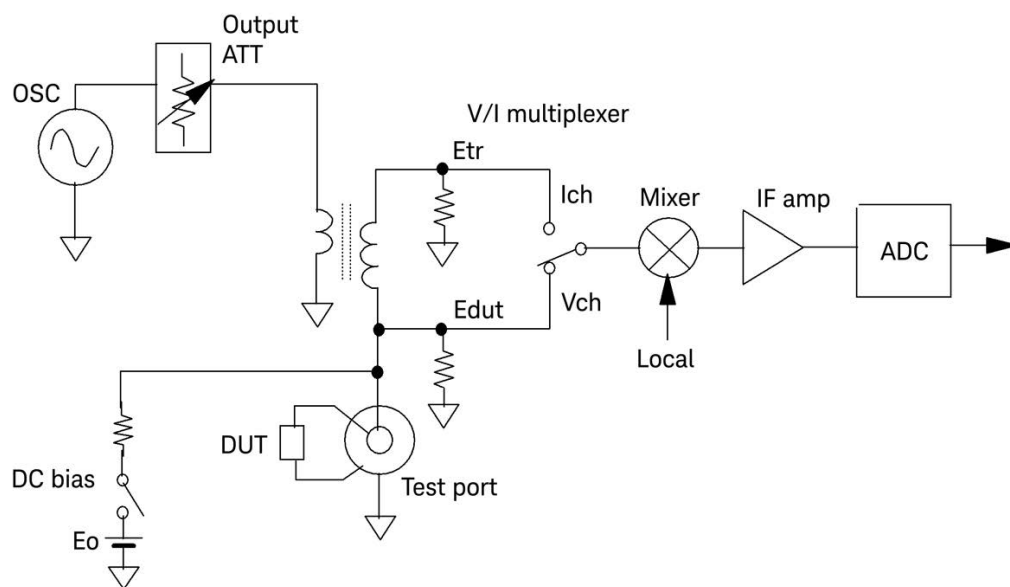 Output
ATT
OSC
V/I multiplexer
Etr
Ich
Mixer
IF amp
ADC
Edut
Vch
Local
DUT
DC bias
Test port
Eo